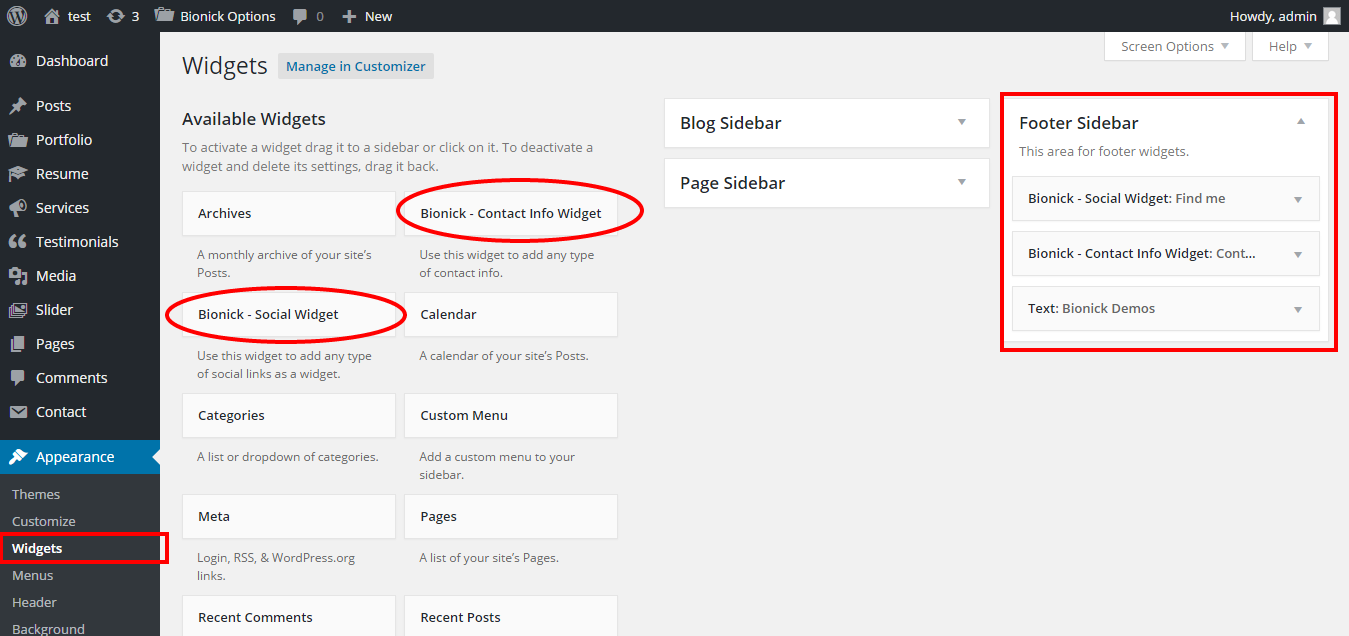 test 3 Bionick Options 0 New Howdy, admin
Dashboard
Posts
Portfolio
Resume
Services
Testimonials
Media
Slider
Pages
Comments
Contact
Appearance
Themes
Customize
Widgets
Menus
Header
Background
Screen Options Help
Widgets Manage in Customizer
Available Widgets
To activate a widget drag it to a sidebar or click on it. To deactivate a
widget and delete its settings, drag it back.
Archives
A monthly archive of your site’s
Posts.
Bionick - Contact Info Widget
Use this widget to add any type
of contact info.
Bionick - Social Widget
Use this widget to add any type
of social links as a widget.
Calendar
A calendar of your site’s Posts.
Categories
A list or dropdown of categories.
Custom Menu
Add a custom menu to your
sidebar.
Meta
Login, RSS, & WordPress.org
links.
Pages
A list of your site’s Pages.
Recent Comments
Recent Posts
Blog Sidebar
Page Sidebar
Footer Sidebar
This area for footer widgets.
Bionick - Social Widget: Find me
Bionick - Contact Info Widget: Cont...
Text: Bionick Demos